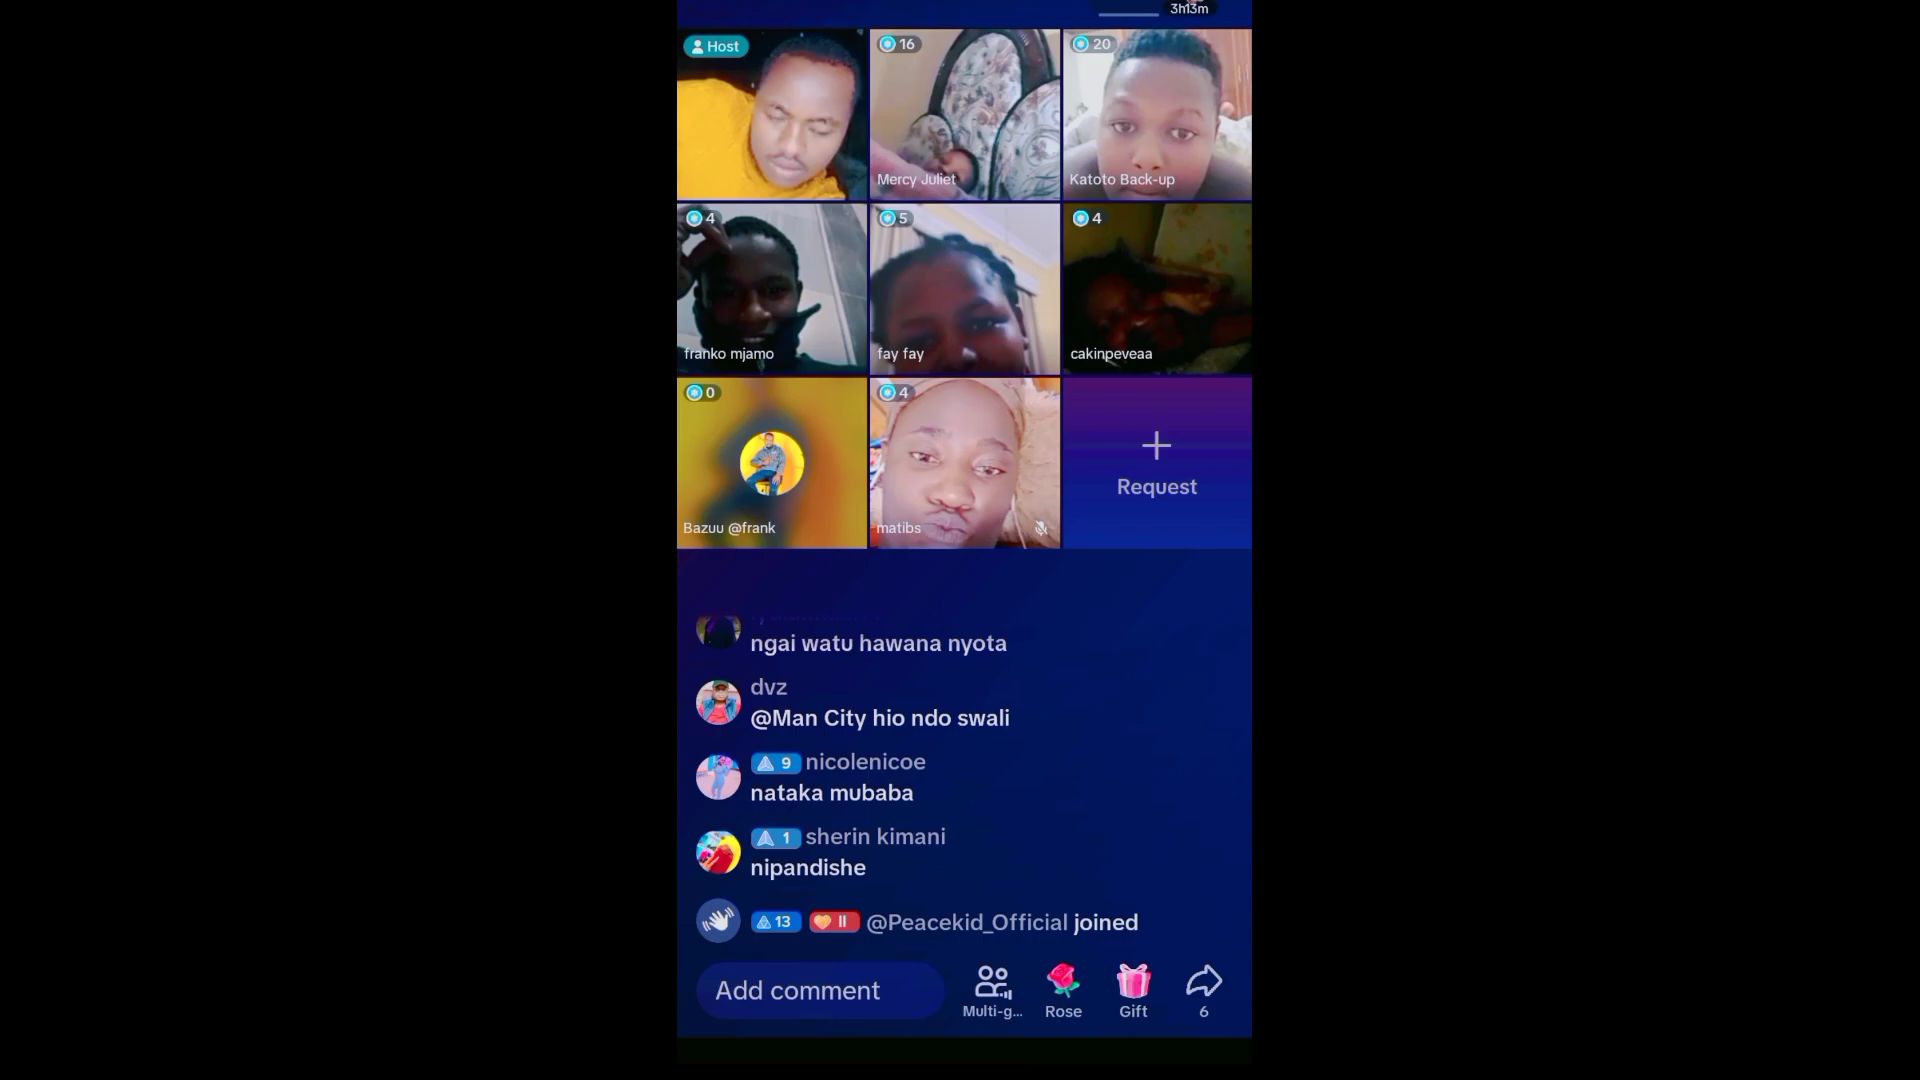 3h13m
Host
16
20
Mercy Juliet
Katoto Back-up
4
5
4
franko mjamo
fay fay
cakinpeveaa
0
4
Bazuu @frank
matibs
Request
ngai watu hawana nyota
dvz
@Man City hio ndo swali
9 nicolenicoe
nataka mubaba
1 sherin kimani
nipandishe
13 II @Peacekid_Official joined
Add comment
Multi-g...
Rose
Gift
6